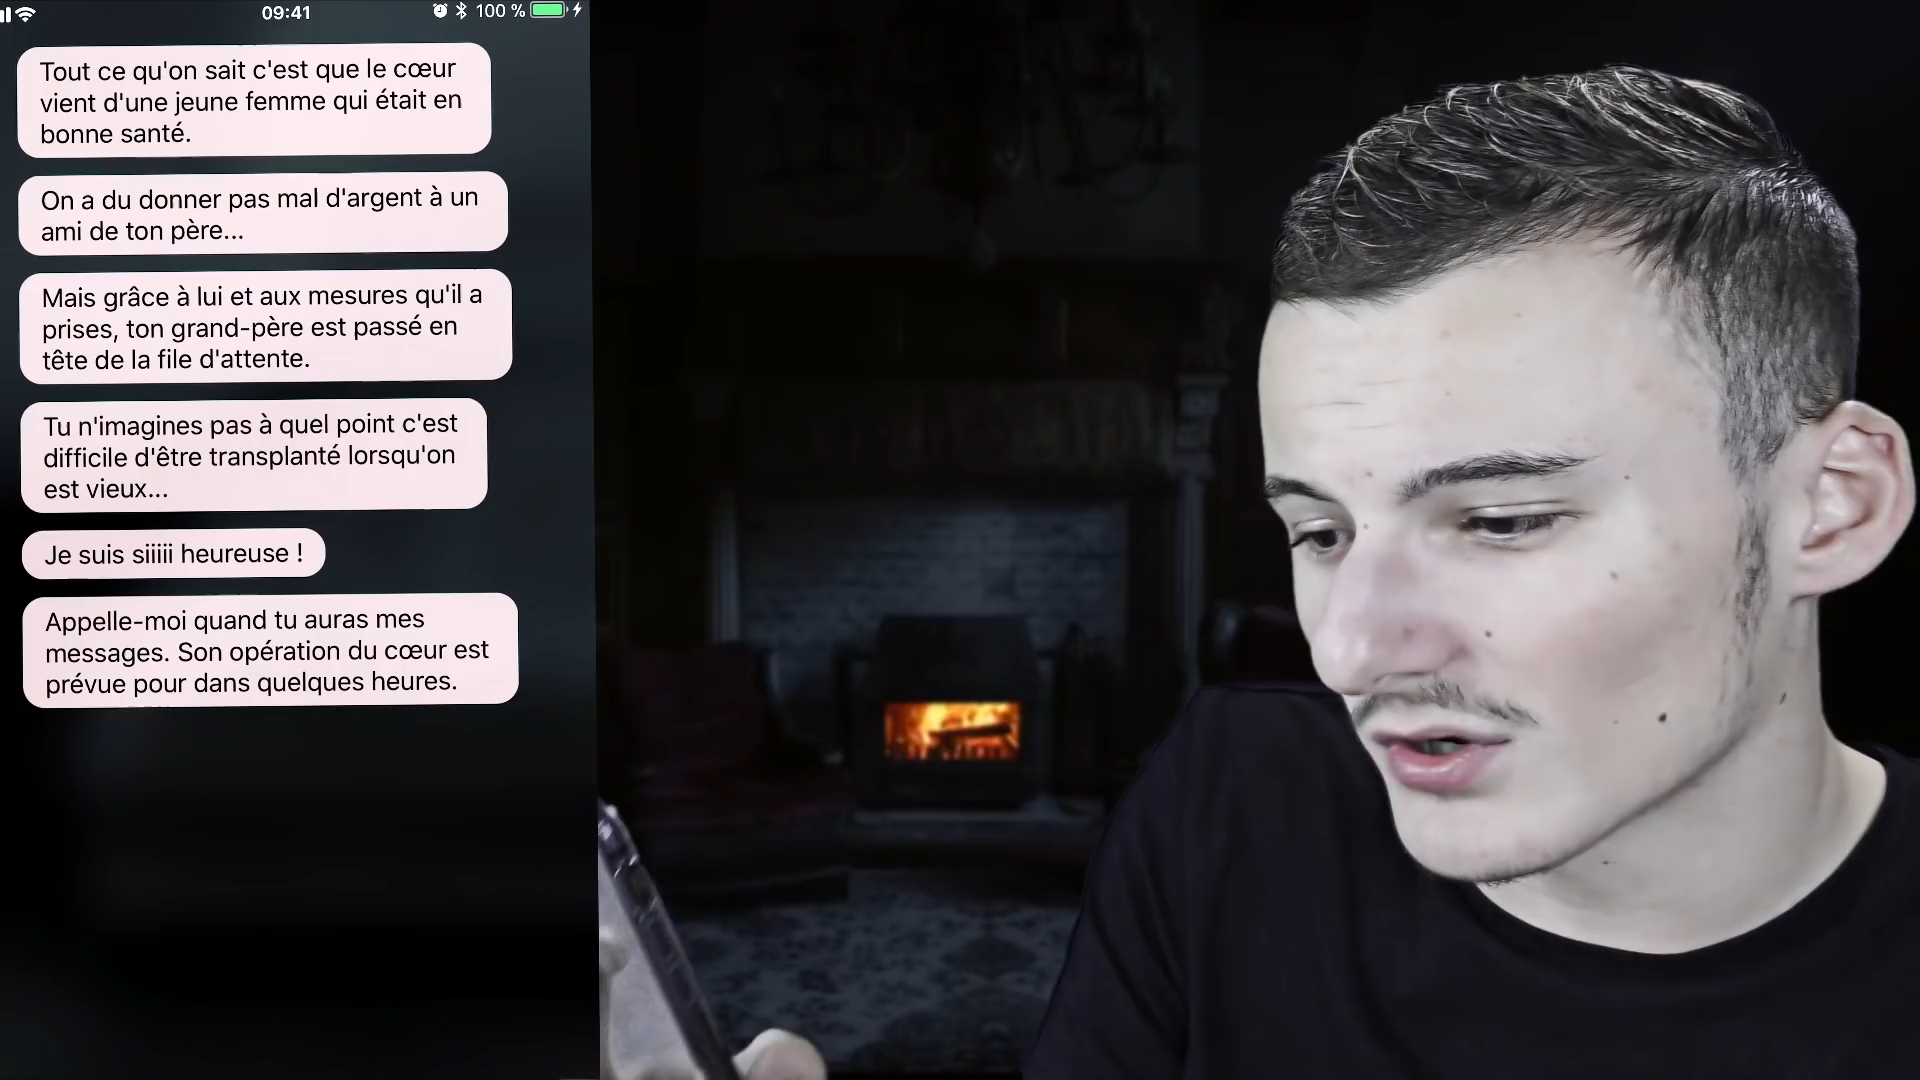 09:41
100 %
Tout ce qu'on sait c'est que le cœur
vient d'une jeune femme qui était en
bonne santé.
On a du donner pas mal d'argent à un
ami de ton père...
Mais grâce à lui et aux mesures qu'il a
prises, ton grand-père est passé en
tête de la file d'attente.
Tu n'imagines pas à quel point c'est
difficile d'être transplanté lorsqu'on
est vieux...
Je suis siiiii heureuse !
Appelle-moi quand tu auras mes
messages. Son opération du cœur est
prévue pour dans quelques heures.